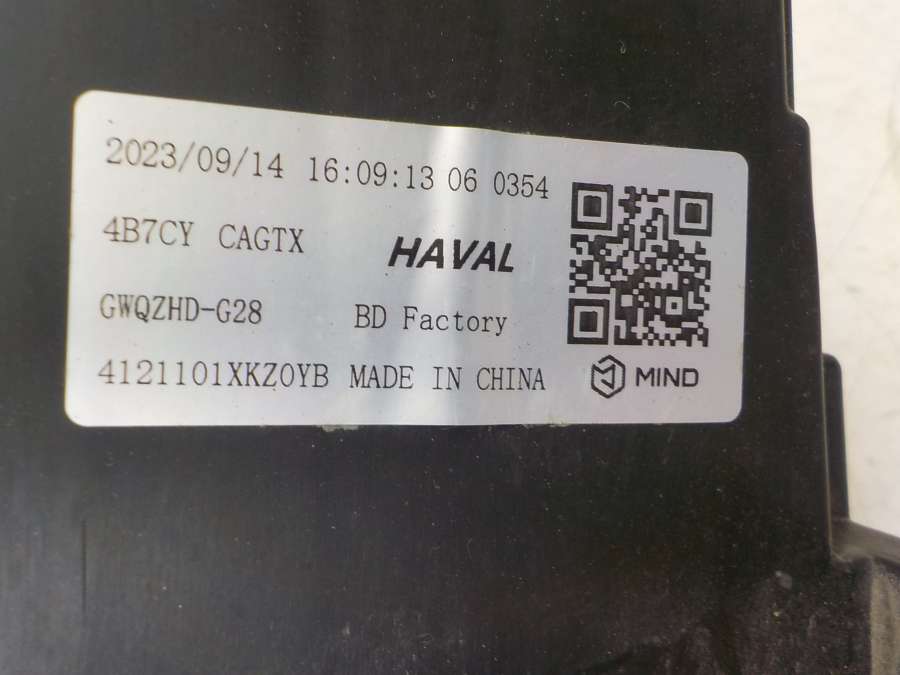 2023/09/14 16:09:13 06 0354
4B7CY CAGTX HAVAL
GWQZHD-G28 BD Factory
4121101XKZ0YB MADE IN CHINA MIND